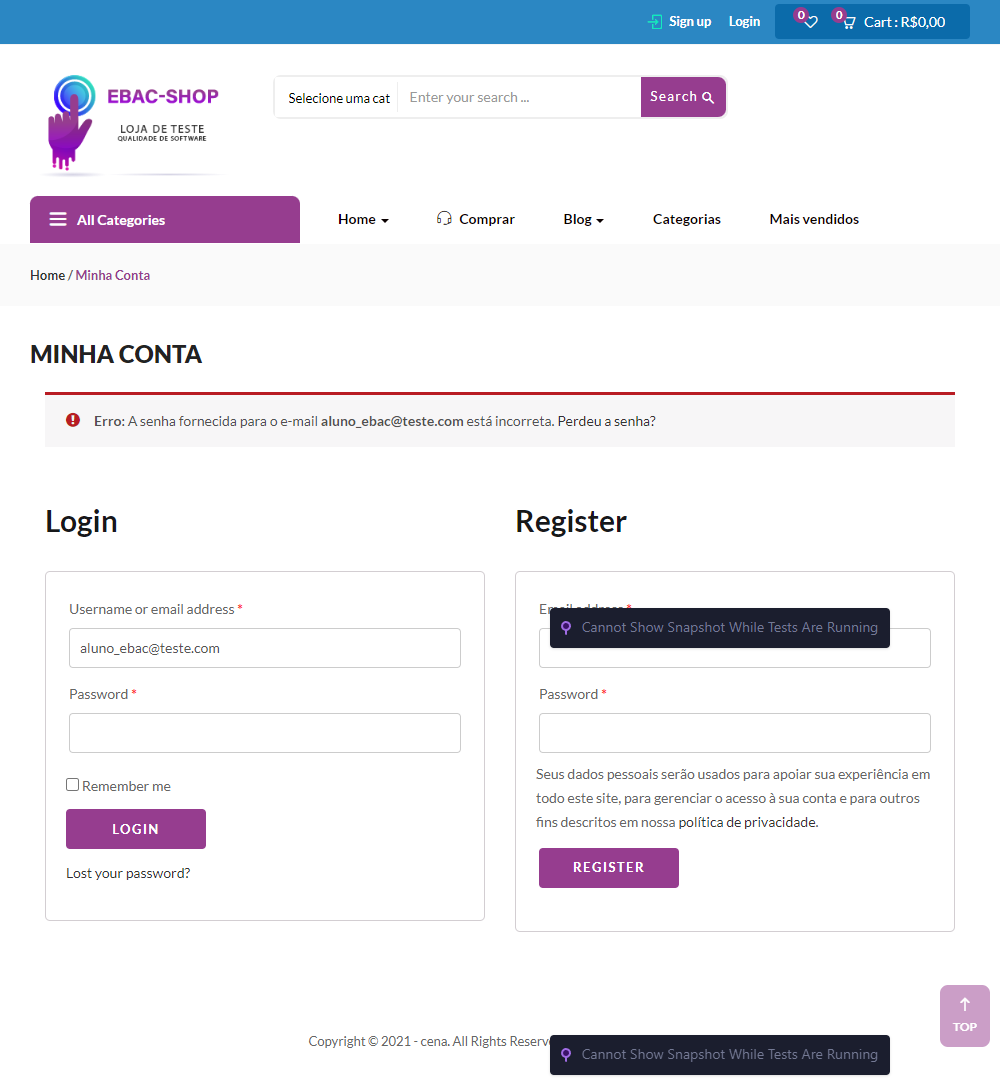 Sign up
Login
0
0
Cart : R$0,00
EBAC-SHOP
LOJA DE TESTE
QUALIDADE DE SOFTWARE
Selecione uma cat
Enter your search ...
Search
All Categories
Home
Comprar
Blog
Categorias
Mais vendidos
Home / Minha Conta
MINHA CONTA
Erro: A senha fornecida para o e-mail aluno_ebac@teste.com está incorreta. Perdeu a senha?
Login
Username or email address *
aluno_ebac@teste.com
Password *
Remember me
LOGIN
Lost your password?
Register
Email address *
Cannot Show Snapshot While Tests Are Running
Password *
Seus dados pessoais serão usados para apoiar sua experiência em
todo este site, para gerenciar o acesso à sua conta e para outros
fins descritos em nossa política de privacidade.
REGISTER
TOP
Copyright © 2021 - cena. All Rights Reserve
Cannot Show Snapshot While Tests Are Running